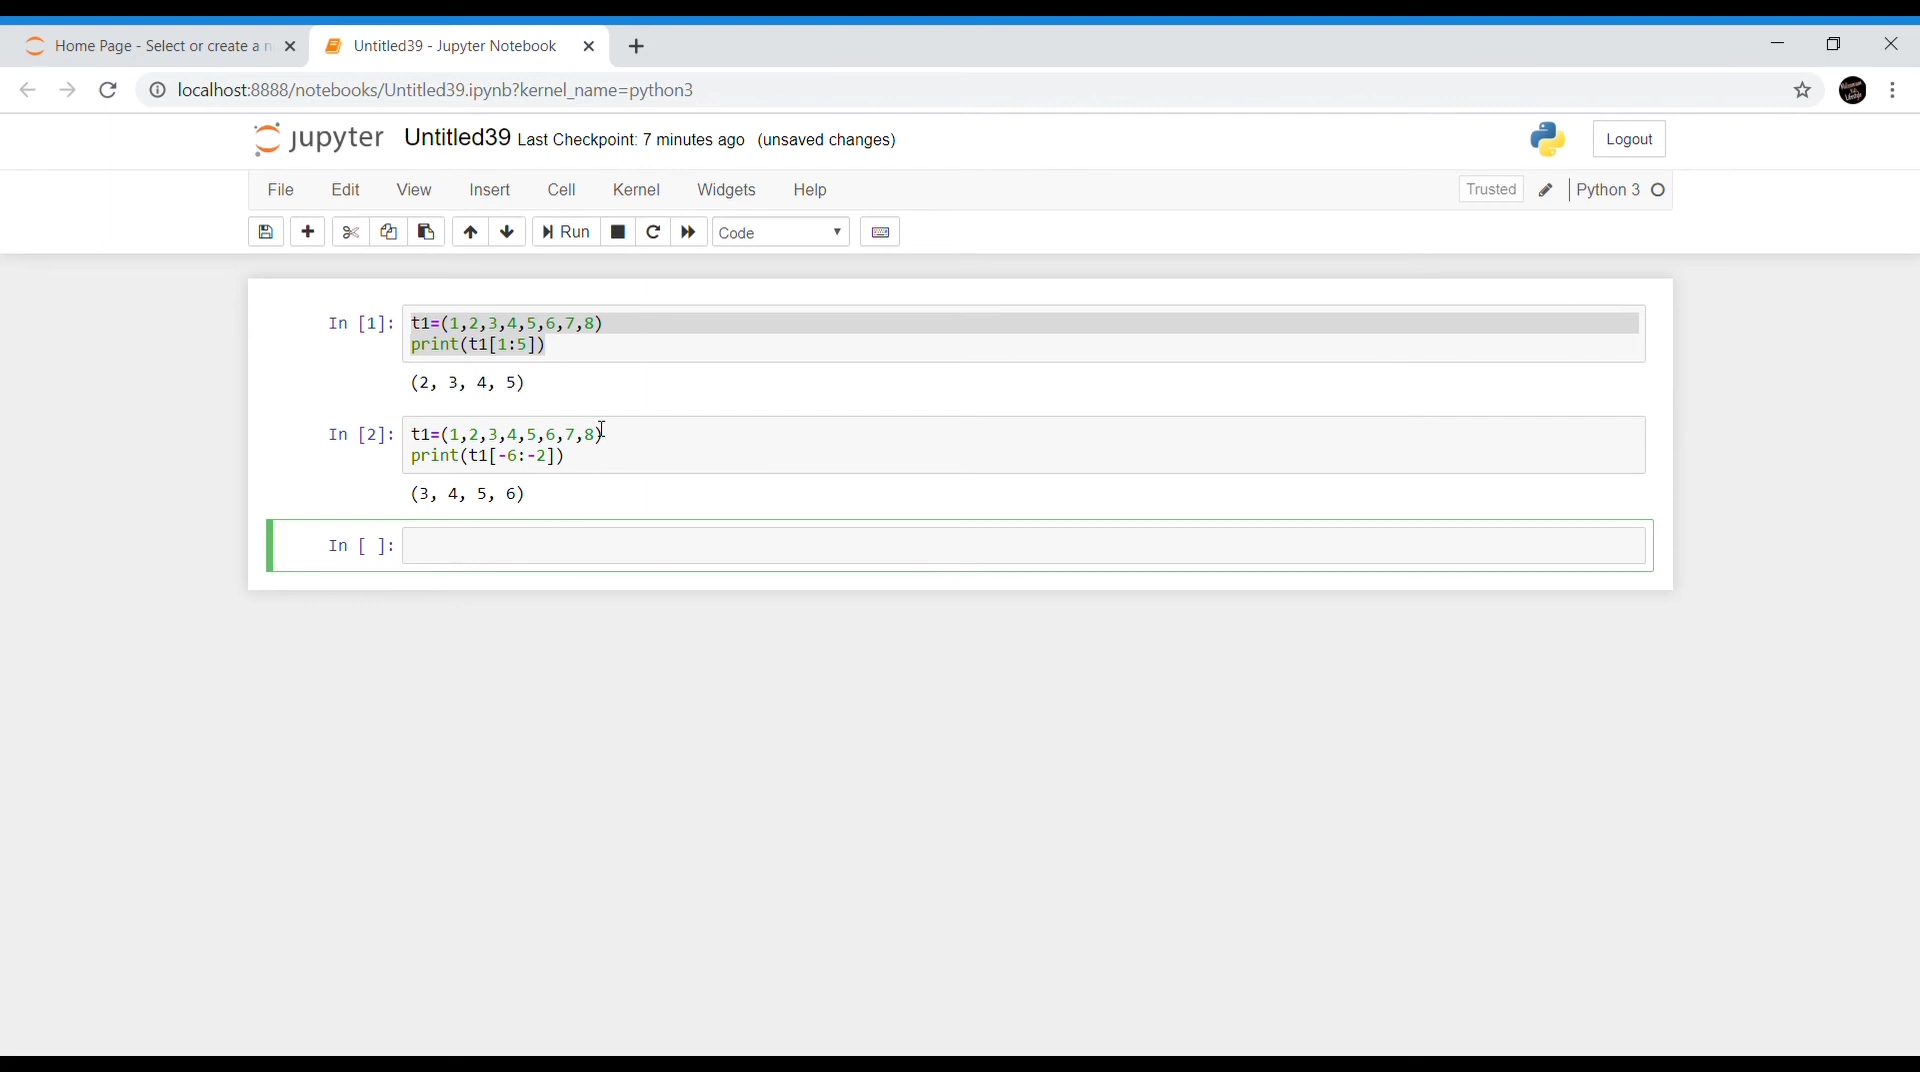 Home Page - Select or create a n
Untitled39 - Jupyter Notebook
localhost:8888/notebooks/Untitled39.ipynb?kernel_name=python3
jupyter Untitled39 Last Checkpoint: 7 minutes ago (unsaved changes)
Logout
File Edit View Insert Cell Kernel Widgets Help
Trusted Python 3
Run Code
In [1]: t1=(1,2,3,4,5,6,7,8)
print(t1[1:5])
(2, 3, 4, 5)
In [2]: t1=(1,2,3,4,5,6,7,8)
print(t1[-6:-2])
(3, 4, 5, 6)
In [ ]: